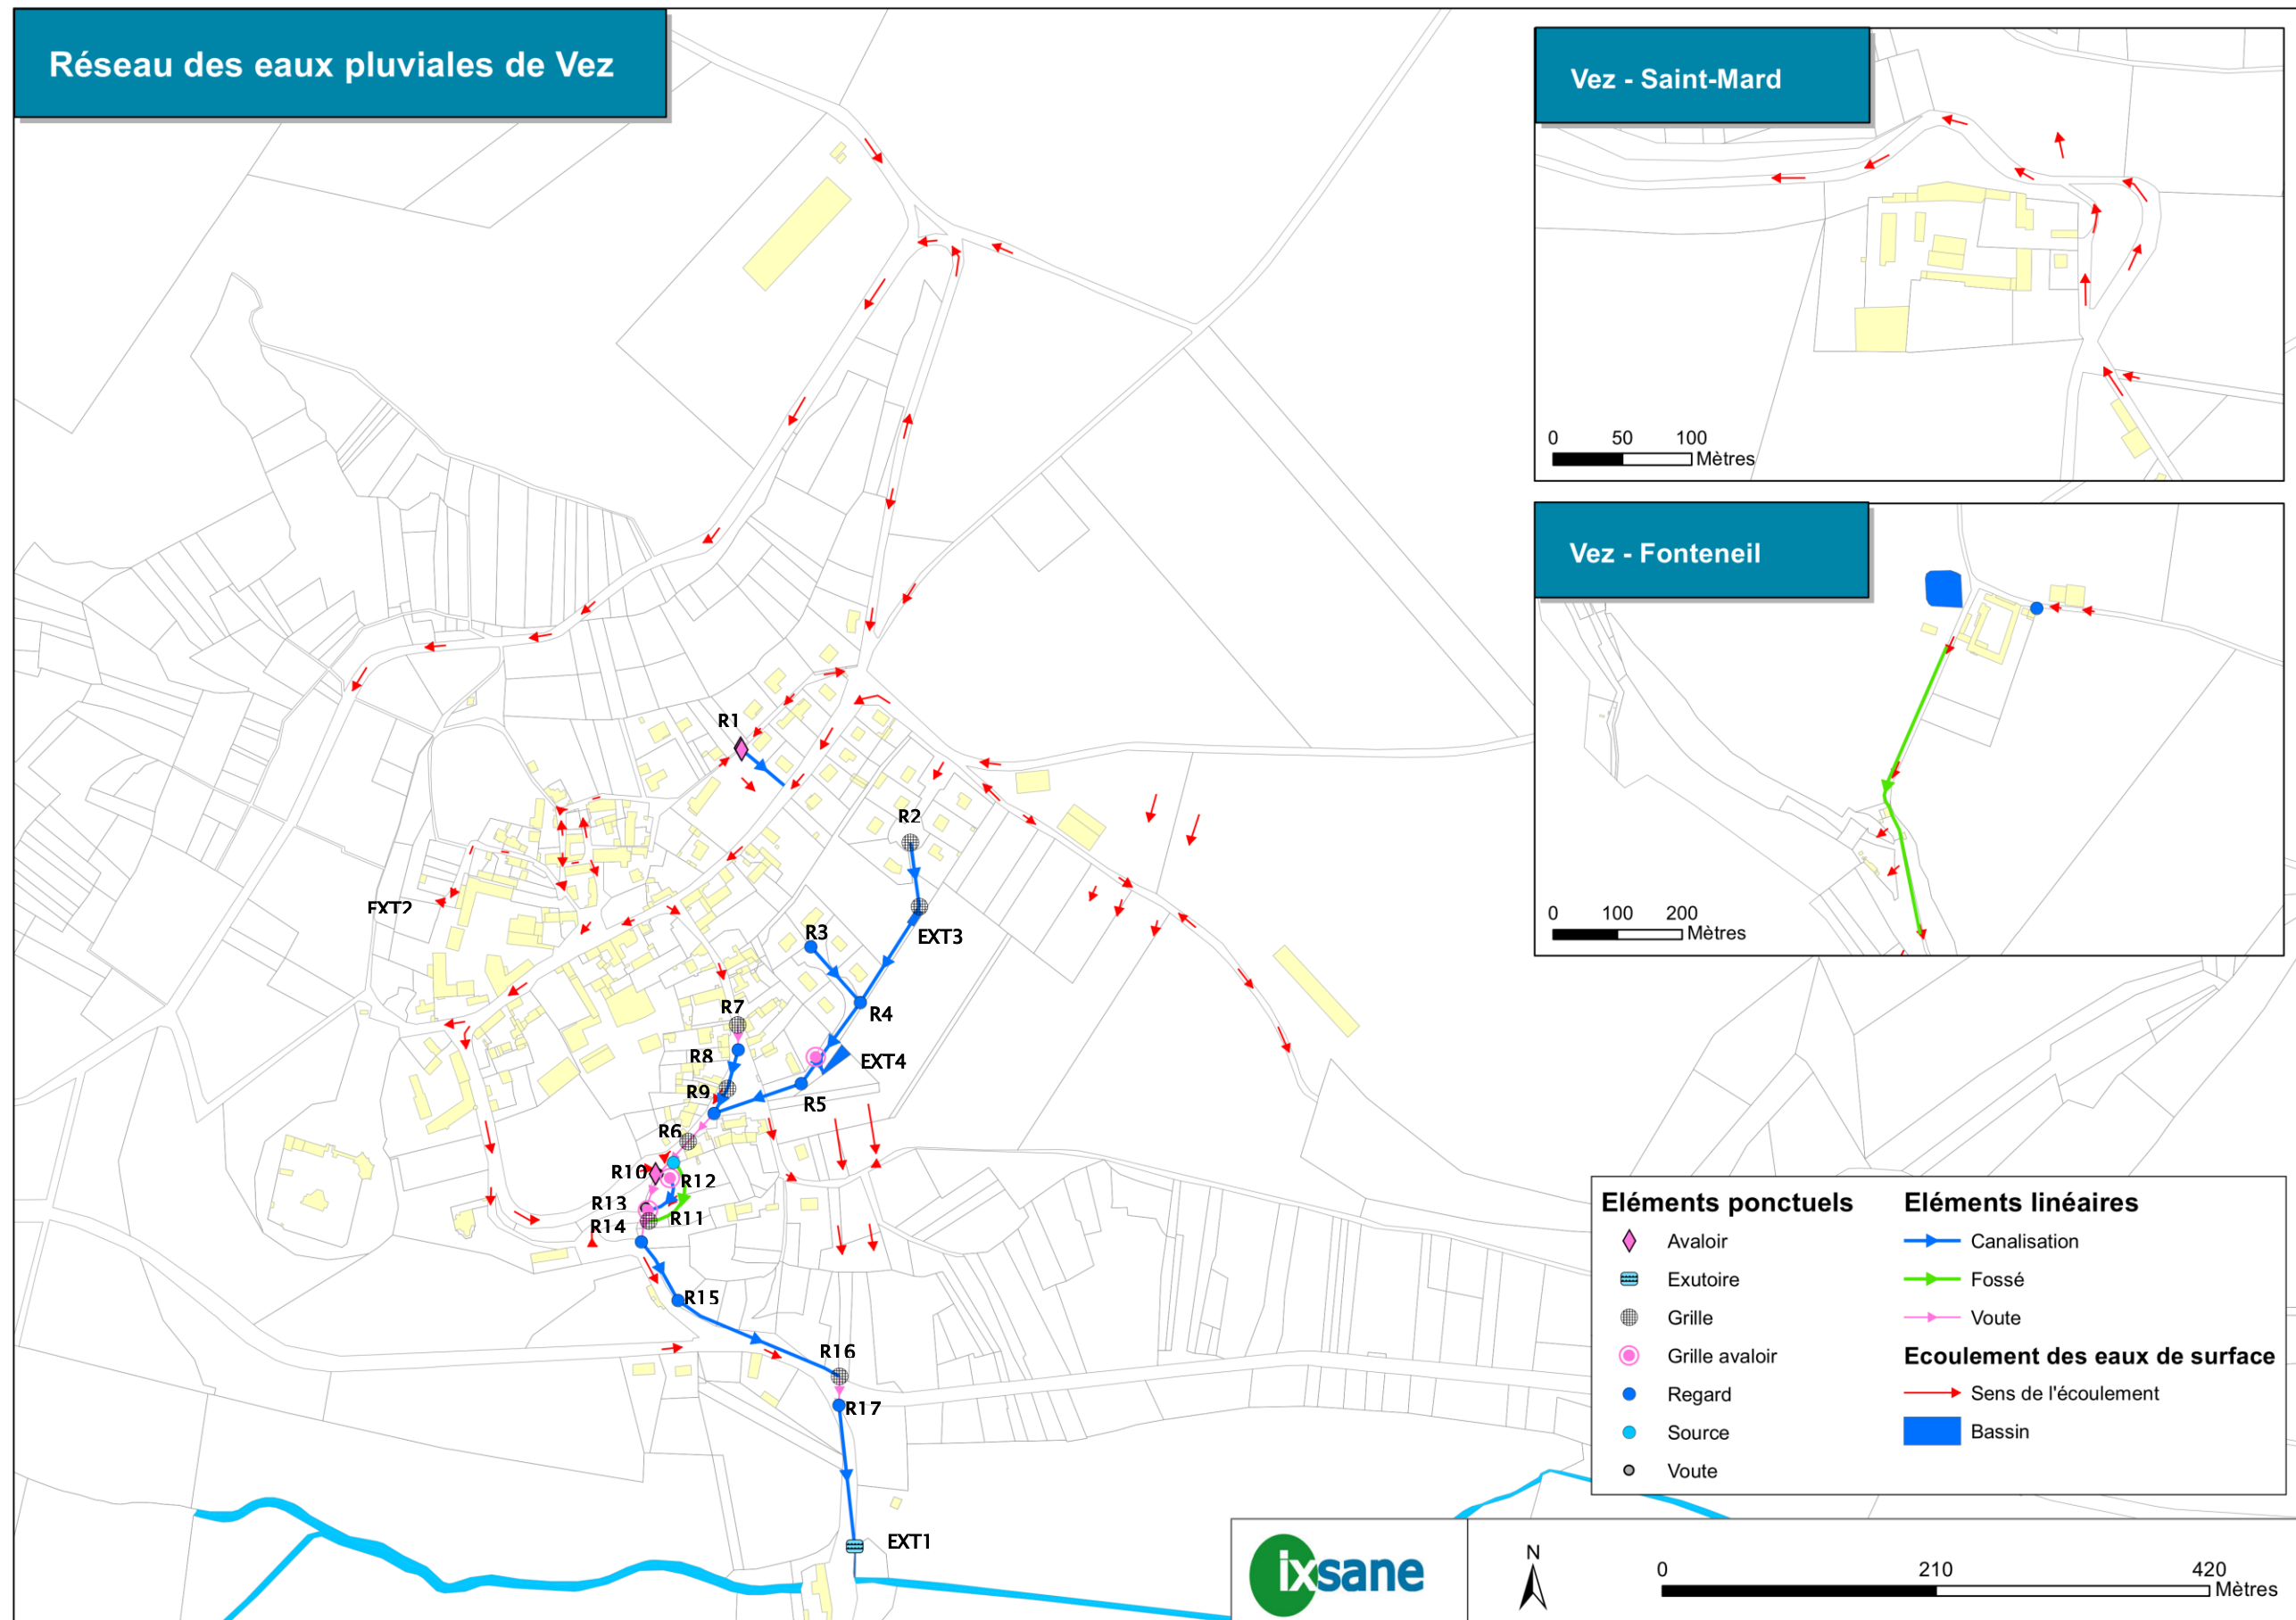 Réseau des eaux pluviales de Vez
Vez - Saint-Mard
0 50 100
Mètres
Vez - Fonteneil
0 100 200
Mètres
R1
R2
EXT2
EXT3
R3
R4
R7
R8
EXT4
R9
R5
R6
R10
R12
R13
R11
R14
R15
R16
R17
EXT1
Eléments ponctuels
Avaloir
Exutoire
Grille
Grille avaloir
Regard
Source
Voute
Eléments linéaires
Canalisation
Fossé
Voute
Ecoulement des eaux de surface
Sens de l'écoulement
Bassin
ixsane
N
0 210 420
Mètres